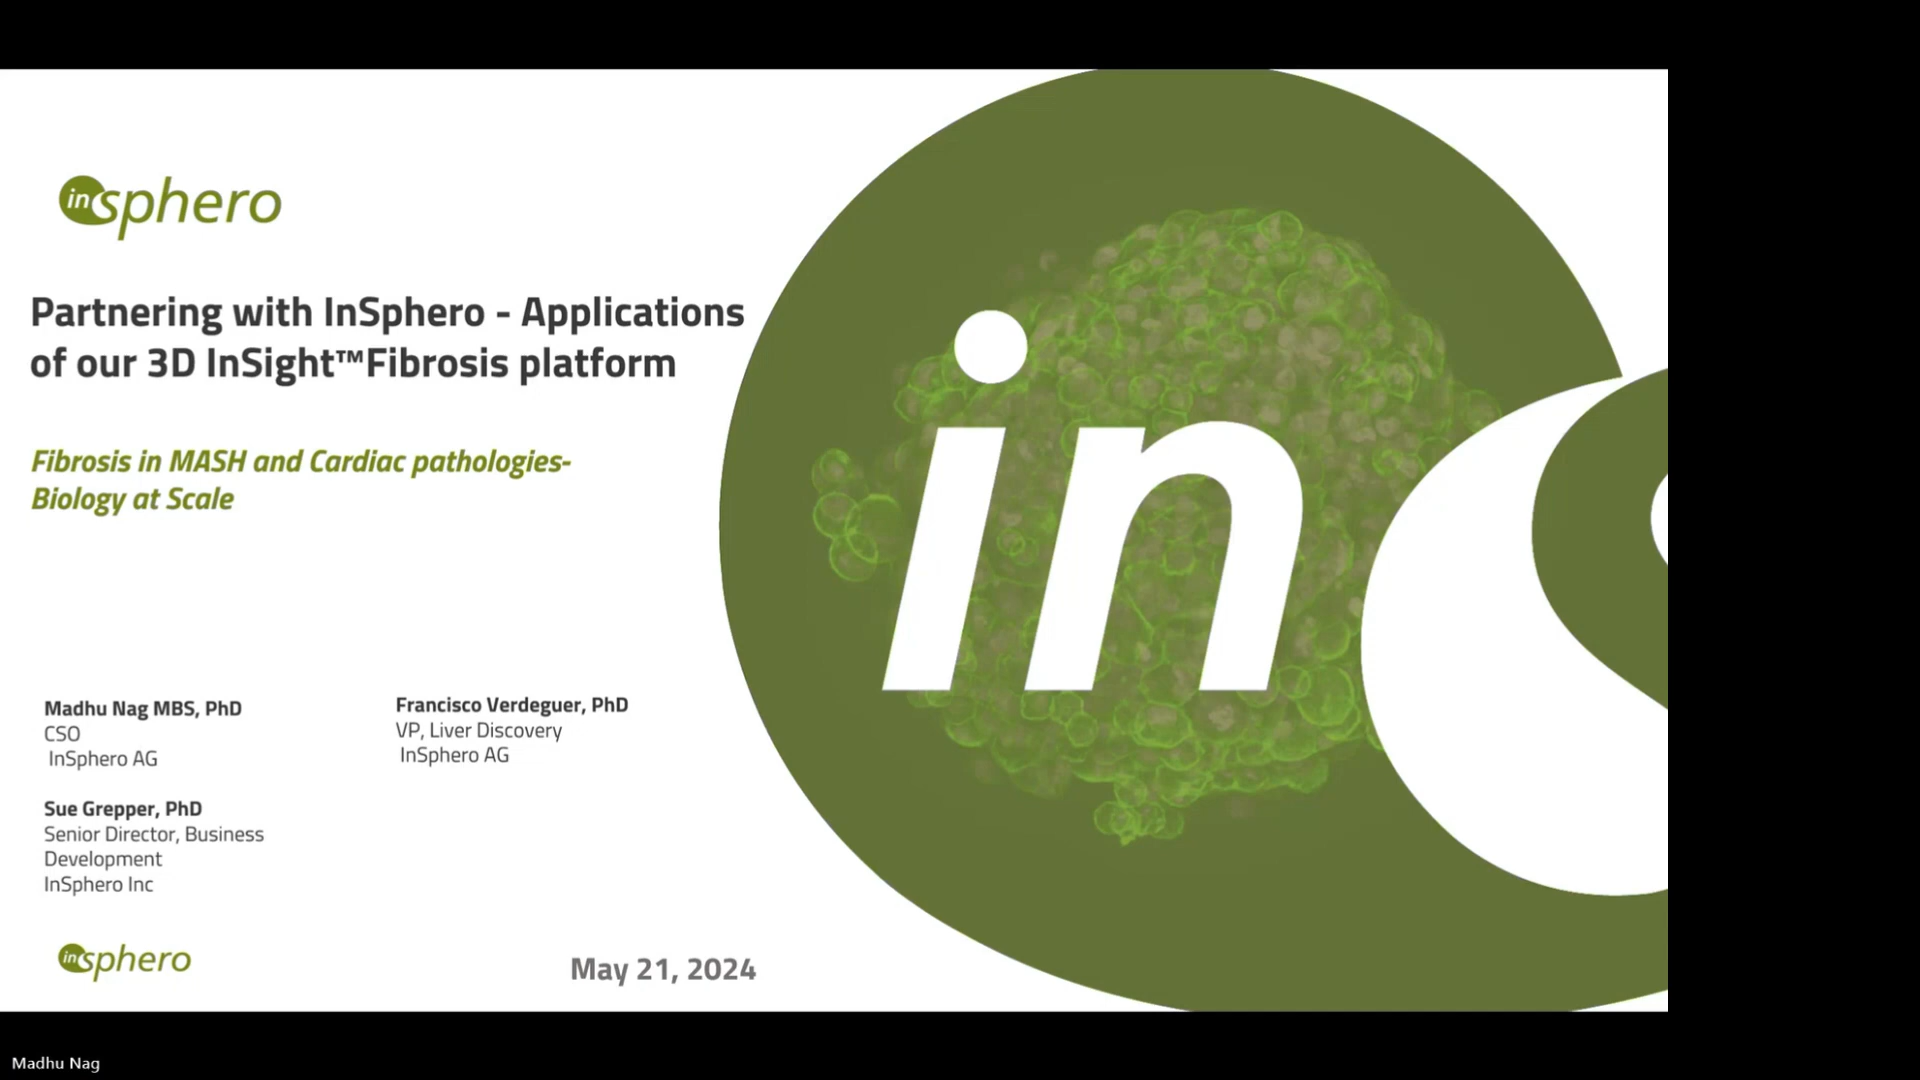 insphero
Partnering with InSphero - Applications
of our 3D InSight™Fibrosis platform
Fibrosis in MASH and Cardiac pathologies-
Biology at Scale
Madhu Nag MBS, PhD
CSO
InSphero AG
Francisco Verdeguer, PhD
VP, Liver Discovery
InSphero AG
Sue Grepper, PhD
Senior Director, Business
Development
InSphero Inc
insphero
May 21, 2024
in
Madhu Nag